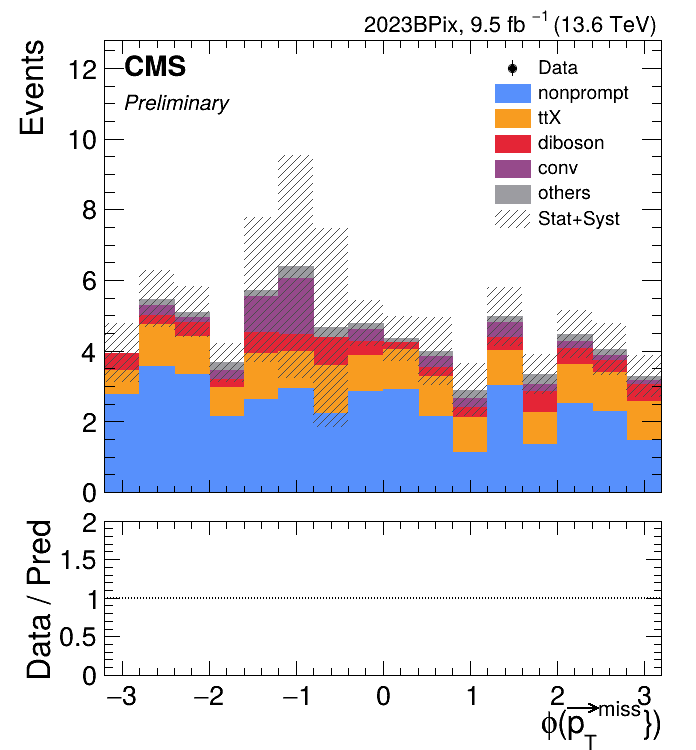 2023BPix, 9.5 fb⁻¹ (13.6 TeV)
CMS
Preliminary
Events
Data
nonprompt
ttX
diboson
conv
others
Stat+Syst
12
10
8
6
4
2
0
Data / Pred
2
1.5
1
0.5
0
−3 −2 −1 0 1 2 3
ϕ(p⃗_T^miss})